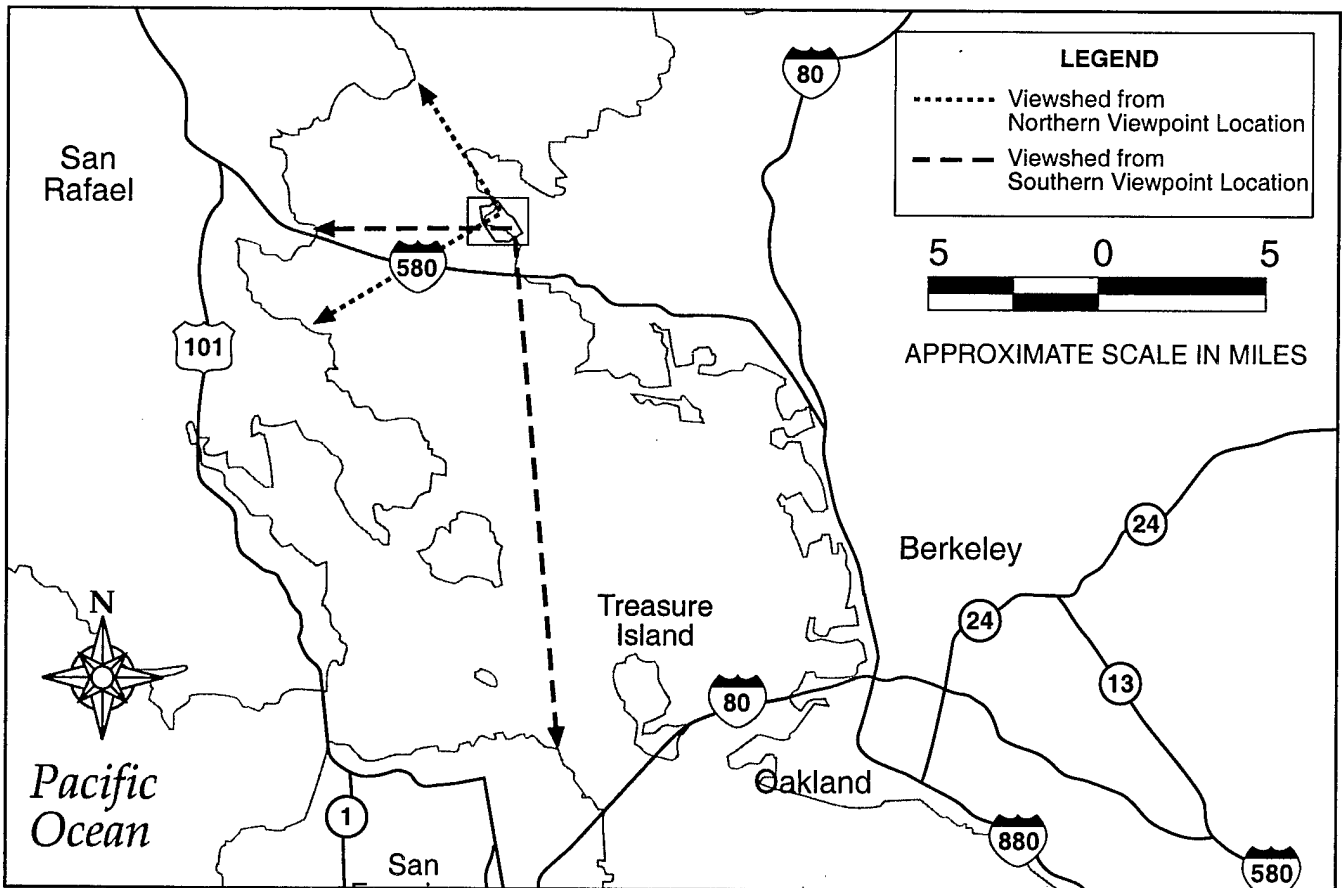 LEGEND
Viewshed from
Northern Viewpoint Location
Viewshed from
Southern Viewpoint Location
5 0 5
APPROXIMATE SCALE IN MILES
80
San
Rafael
580
101
24
Berkeley
24
Treasure
Island
N
13
80
Pacific
Ocean
Oakland
1
880
San
580